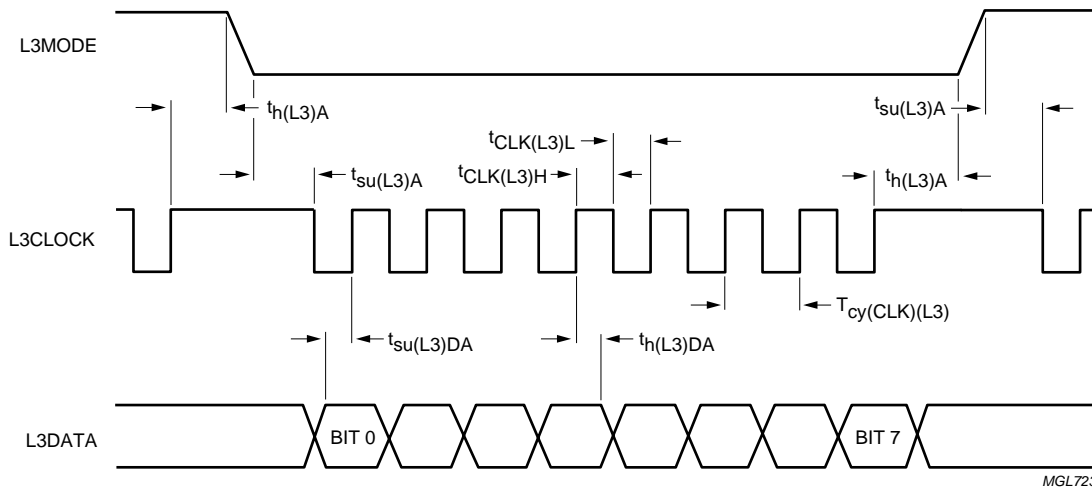 L3MODE
th(L3)A
tsu(L3)A
tCLK(L3)L
tsu(L3)A
tCLK(L3)H
th(L3)A
L3CLOCK
Tcy(CLK)(L3)
tsu(L3)DA
th(L3)DA
L3DATA
BIT 0
BIT 7
MGL723